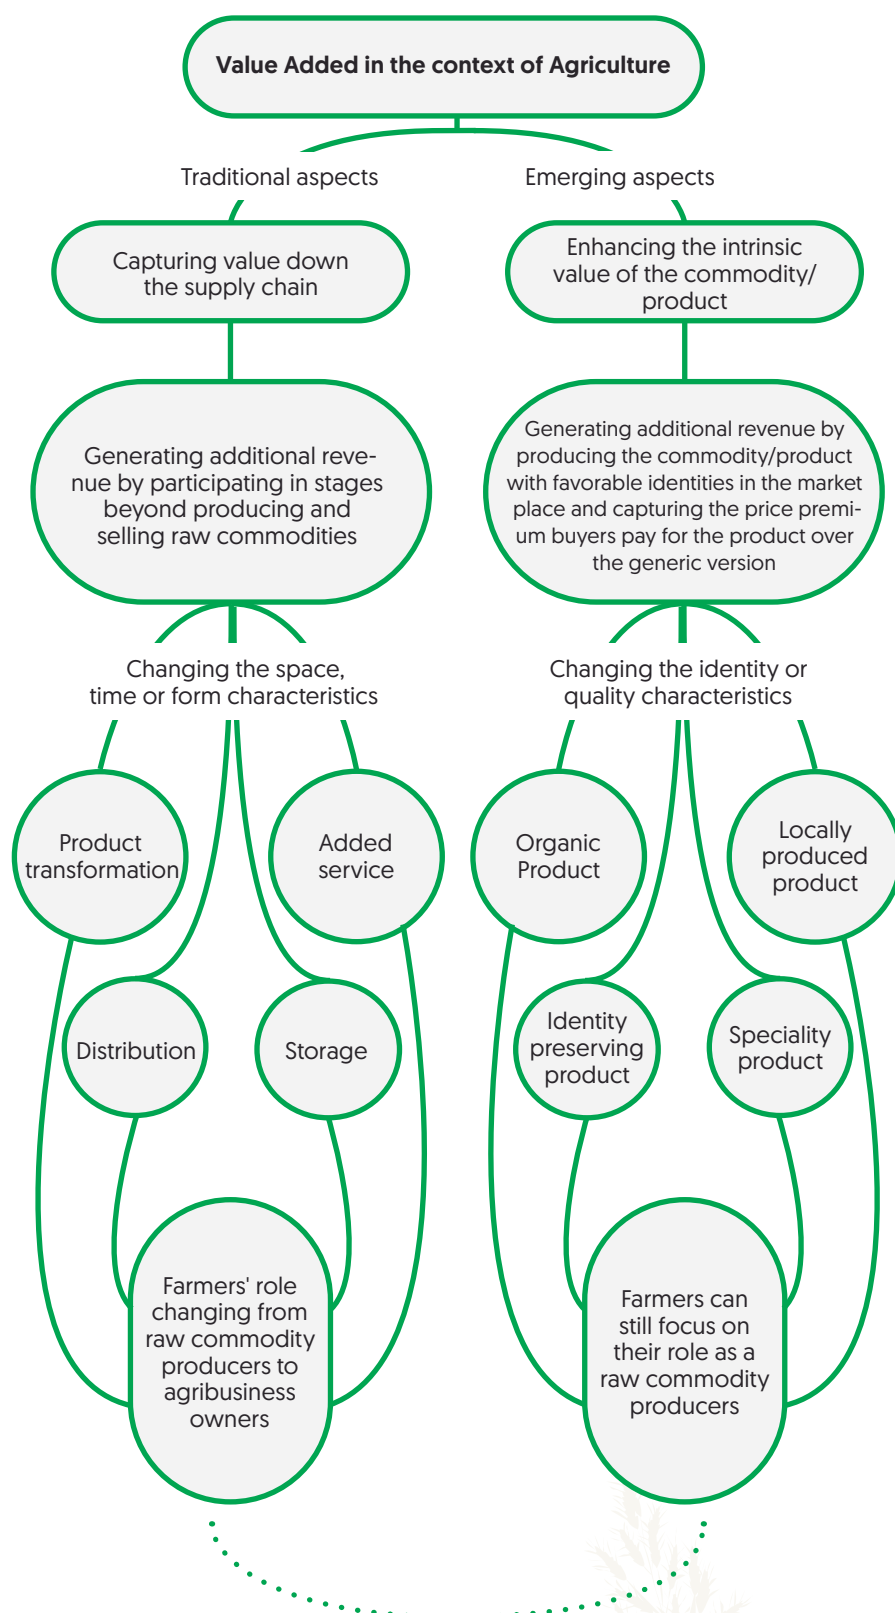 Value Added in the context of Agriculture
Traditional aspects
Emerging aspects
Capturing value down
the supply chain
Enhancing the intrinsic
value of the commodity/
product
Generating additional reve-
nue by participating in stages
beyond producing and
selling raw commodities
Generating additional revenue by
producing the commodity/product
with favorable identities in the market
place and capturing the price premi-
um buyers pay for the product over
the generic version
Changing the space,
time or form characteristics
Changing the identity or
quality characteristics
Product
transformation
Added
service
Organic
Product
Locally
produced
product
Distribution
Storage
Identity
preserving
product
Speciality
product
Farmers' role
changing from
raw commodity
producers to
agribusiness
owners
Farmers can
still focus on
their role as a
raw commodity
producers